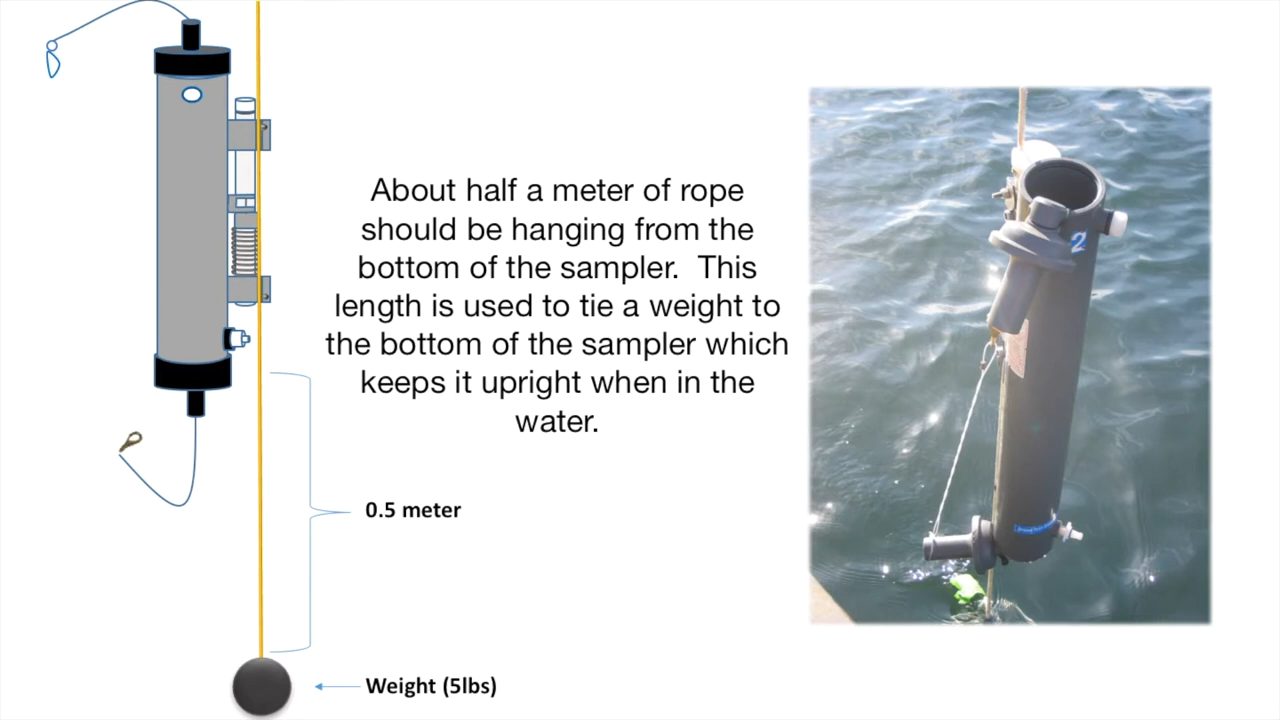 About half a meter of rope
should be hanging from the
bottom of the sampler.  This
length is used to tie a weight to
the bottom of the sampler which
keeps it upright when in the
water.
2
0.5 meter
Weight (5lbs)